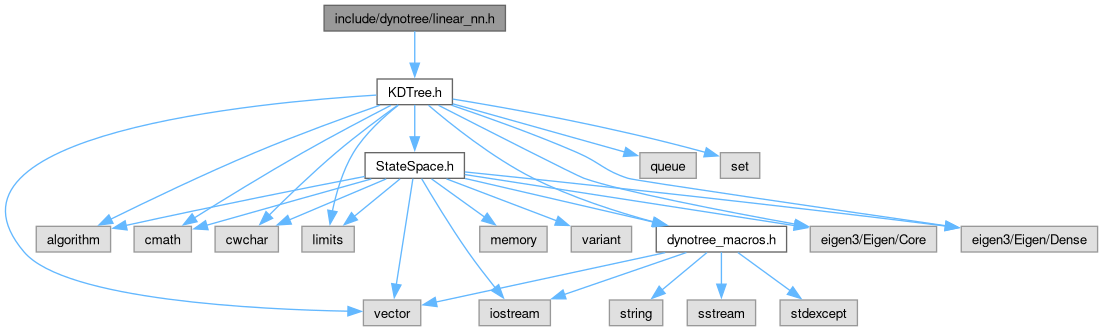 include/dynotree/linear_nn.h
KDTree.h
StateSpace.h
queue
set
algorithm
cmath
cwchar
limits
memory
variant
dynotree_macros.h
eigen3/Eigen/Core
eigen3/Eigen/Dense
vector
iostream
string
sstream
stdexcept